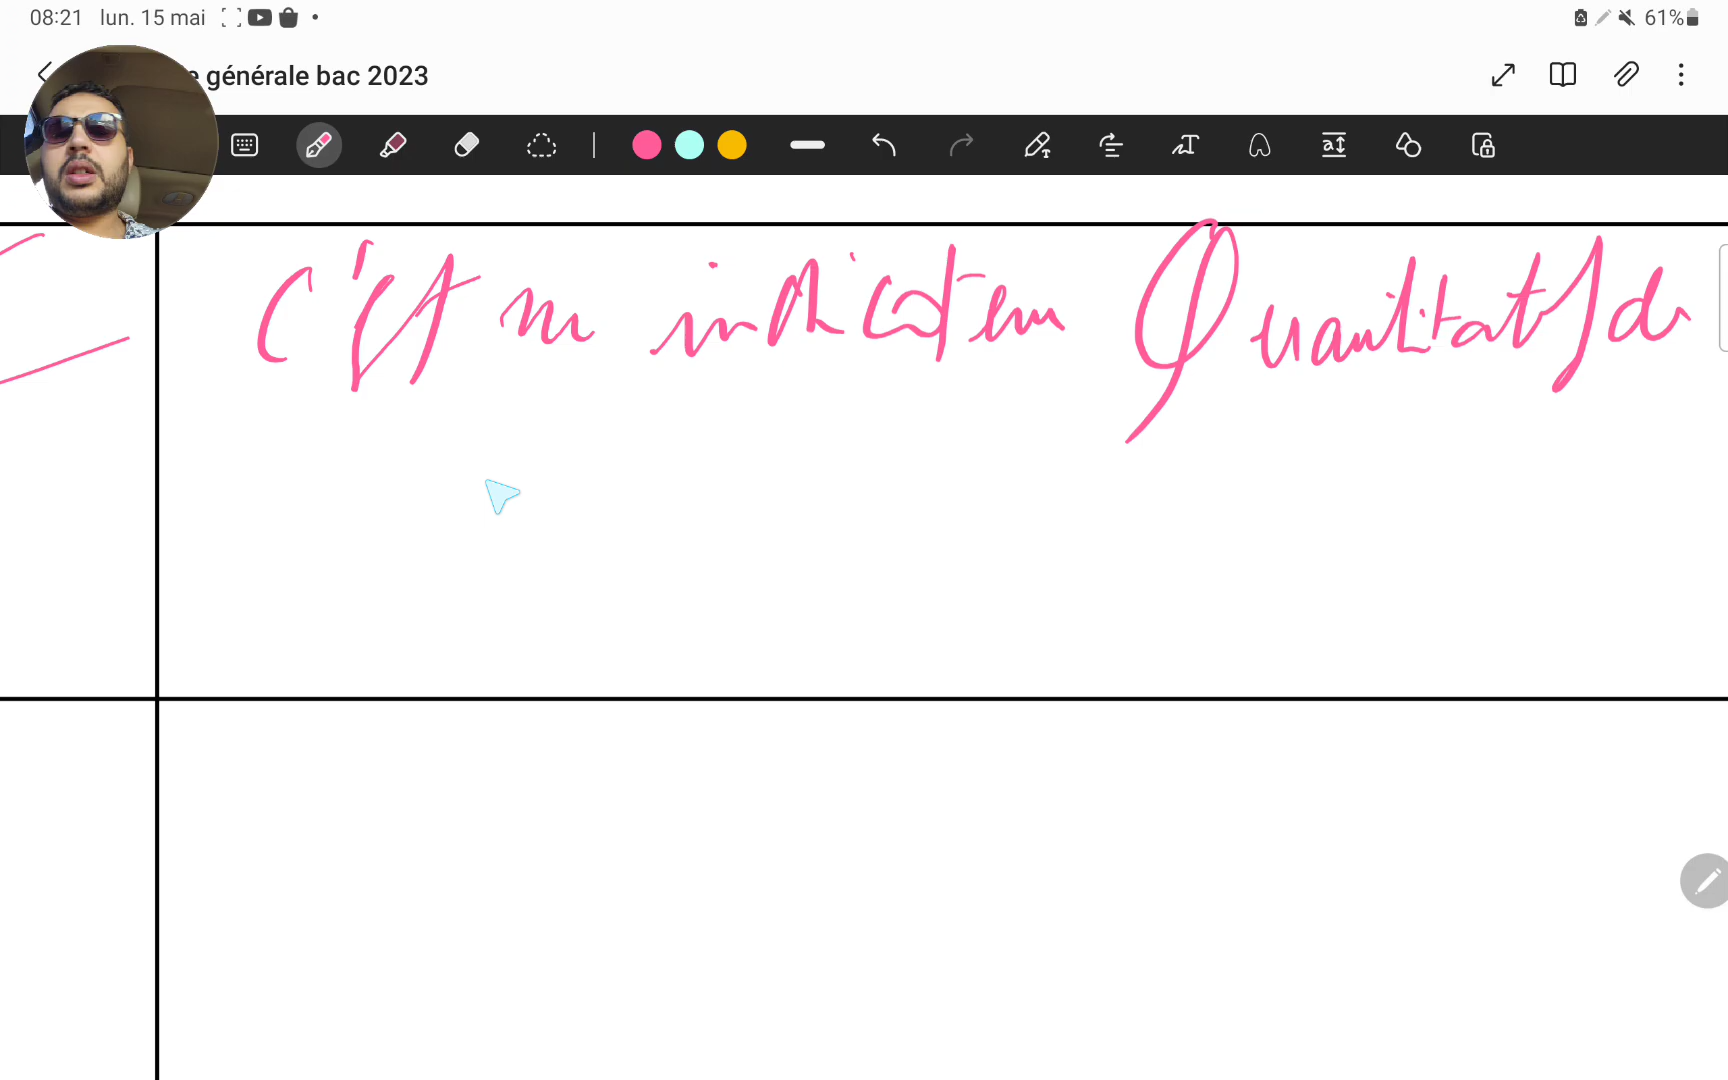 08:21 lun. 15 mai 61%
e générale bac 2023
C'est un indicateur Quantitatif de